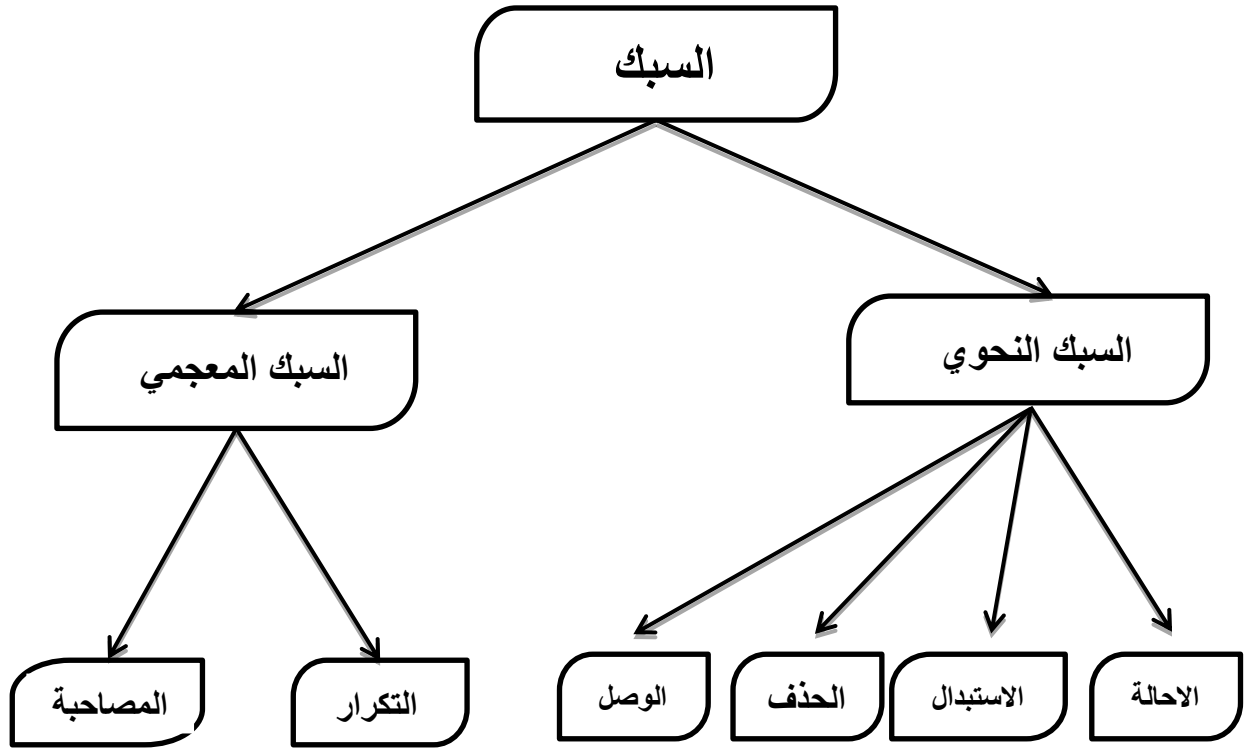 السبك
السبك النحوي
السبك المعجمي
الاحالة
الاستبدال
الحذف
الوصل
التكرار
المصاحبة